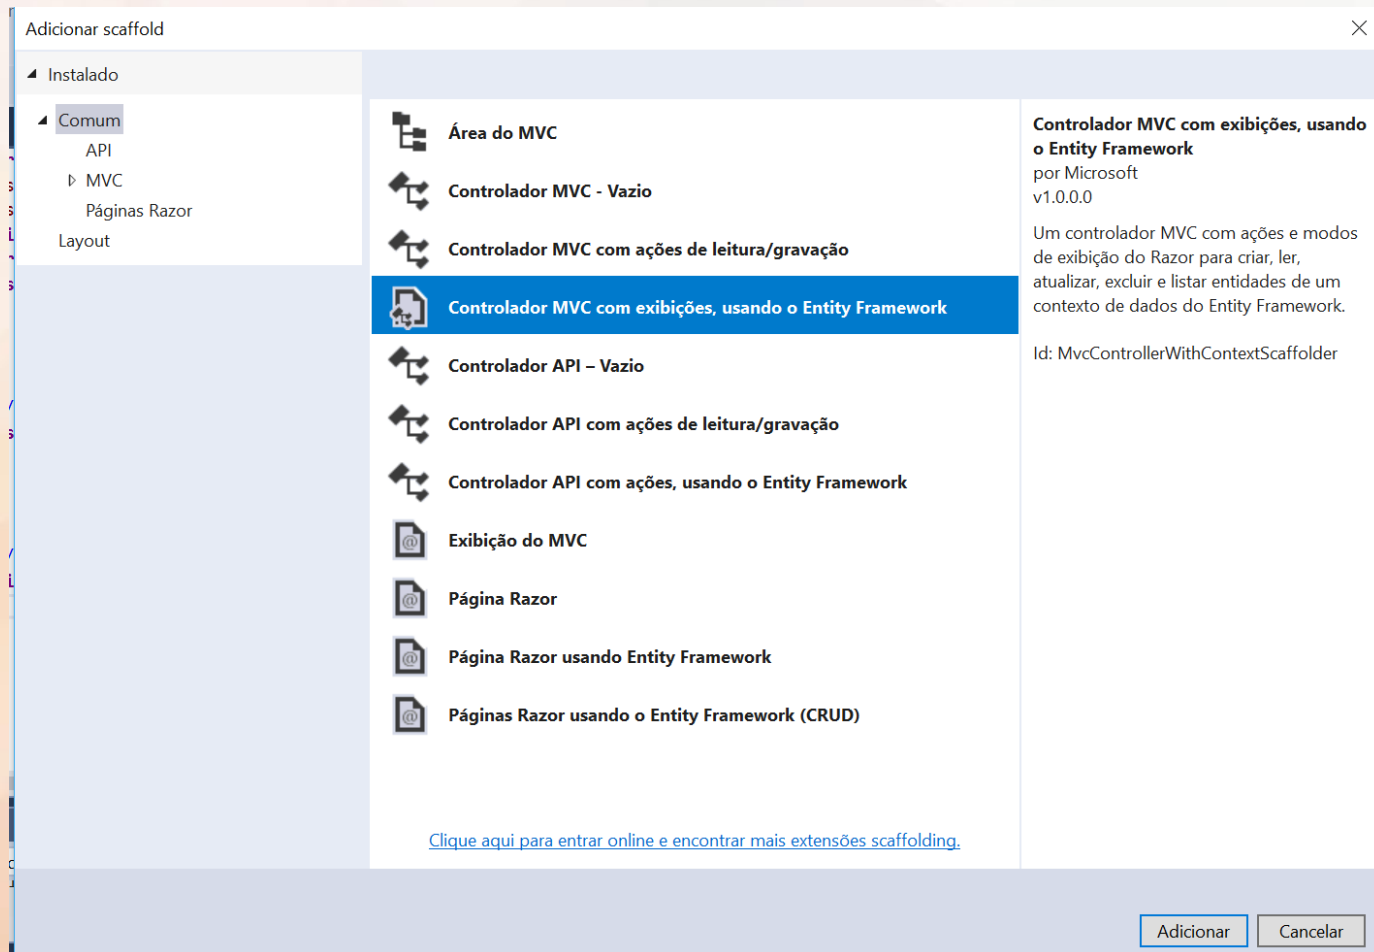 Adicionar scaffold
Instalado
Comum
API
MVC
Páginas Razor
Layout
Área do MVC
Controlador MVC - Vazio
Controlador MVC com ações de leitura/gravação
Controlador MVC com exibições, usando o Entity Framework
Controlador API – Vazio
Controlador API com ações de leitura/gravação
Controlador API com ações, usando o Entity Framework
Exibição do MVC
Página Razor
Página Razor usando Entity Framework
Páginas Razor usando o Entity Framework (CRUD)
Clique aqui para entrar online e encontrar mais extensões scaffolding.
Controlador MVC com exibições, usando
o Entity Framework
por Microsoft
v1.0.0.0
Um controlador MVC com ações e modos
de exibição do Razor para criar, ler,
atualizar, excluir e listar entidades de um
contexto de dados do Entity Framework.
Id: MvcControllerWithContextScaffolder
Adicionar
Cancelar